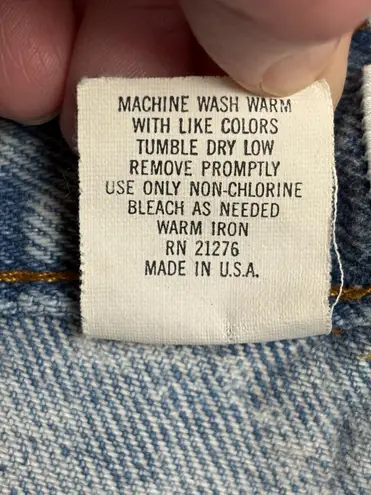 MACHINE WASH WARM
WITH LIKE COLORS
TUMBLE DRY LOW
REMOVE PROMPTLY
USE ONLY NON-CHLORINE
BLEACH AS NEEDED
WARM IRON
RN 21276
MADE IN U.S.A.